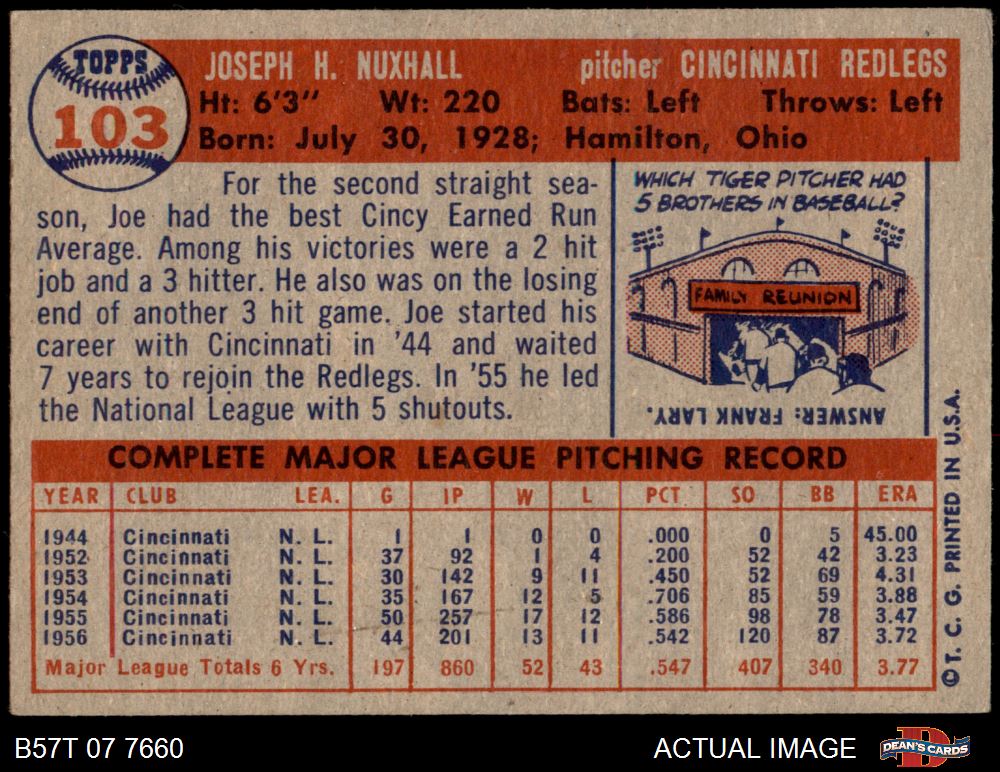 TOPPS
103
JOSEPH H. NUXHALL pitcher CINCINNATI REDLEGS
Ht: 6'3" Wt: 220 Bats: Left Throws: Left
Born: July 30, 1928; Hamilton, Ohio
For the second straight sea-
son, Joe had the best Cincy Earned Run
Average. Among his victories were a 2 hit
job and a 3 hitter. He also was on the losing
end of another 3 hit game. Joe started his
career with Cincinnati in '44 and waited
7 years to rejoin the Redlegs. In '55 he led
the National League with 5 shutouts.
WHICH TIGER PITCHER HAD
5 BROTHERS IN BASEBALL?
FAMILY REUNION
ANSWER: FRANK LARY.
COMPLETE MAJOR LEAGUE PITCHING RECORD
YEAR CLUB LEA. G IP W L PCT SO BB ERA
1944 Cincinnati N. L. 1 1 0 0 .000 0 5 45.00
1952 Cincinnati N. L. 37 92 1 4 .200 52 42 3.23
1953 Cincinnati N. L. 30 142 9 11 .450 52 69 4.31
1954 Cincinnati N. L. 35 167 12 5 .706 85 59 3.88
1955 Cincinnati N. L. 50 257 17 12 .586 98 78 3.47
1956 Cincinnati N. L. 44 201 13 11 .542 120 87 3.72
Major League Totals 6 Yrs. 197 860 52 43 .547 407 340 3.77
©T. C. G. PRINTED IN U.S.A.
B57T 07 7660 ACTUAL IMAGE
DEAN'S CARDS